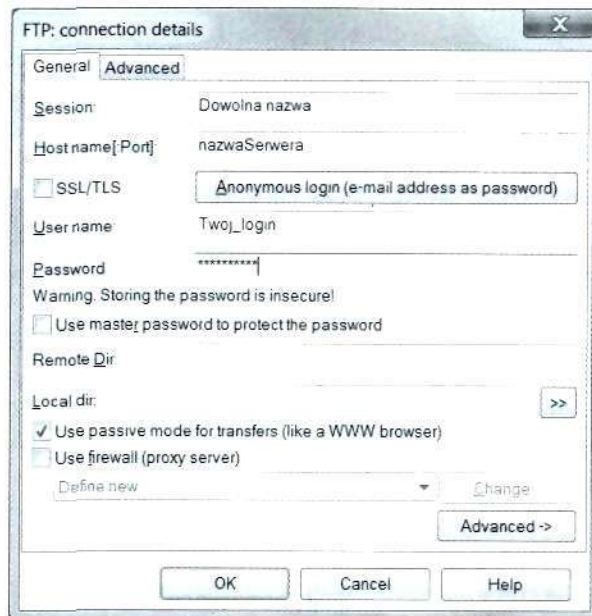 FTP: connection details
General Advanced
Session: Dowolna nazwa
Host name[:Port] nazwaSerwera
SSL/TLS Anonymous login (e-mail address as password)
User name Twoj_login
Password **********
Warning. Storing the password is insecure!
Use master password to protect the password
Remote Dir
Local dir: >>
Use passive mode for transfers (like a WWW browser)
Use firewall (proxy server)
Define new Change
Advanced ->
OK Cancel Help